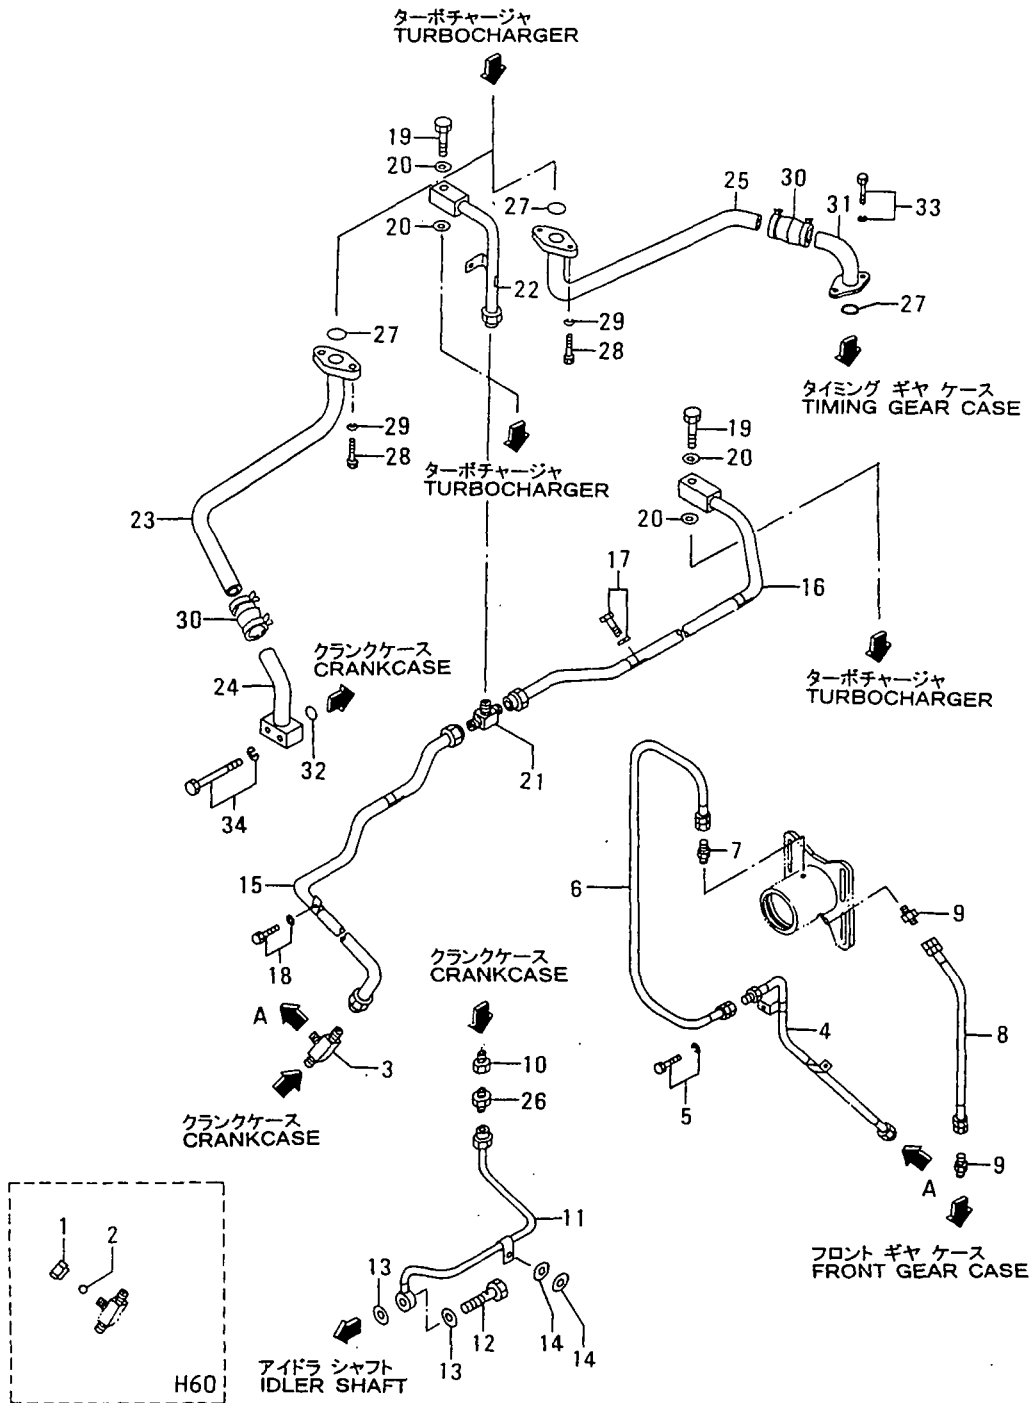 ターボチャージャ
TURBOCHARGER
19
20
20
22
27
25
30
31
33
27
29
28
タイミング ギヤ ケース
TIMING GEAR CASE
27
29
28
ターボチャージャ
TURBOCHARGER
19
20
20
23
17
16
30
クランクケース
CRANKCASE
24
32
34
21
ターボチャージャ
TURBOCHARGER
7
6
9
15
18
クランクケース
CRANKCASE
A
3
10
26
4
8
5
クランクケース
CRANKCASE
A
9
11
フロント ギヤ ケース
FRONT GEAR CASE
1
2
H60
13
12
13
14
14
アイドラ シャフト
IDLER SHAFT